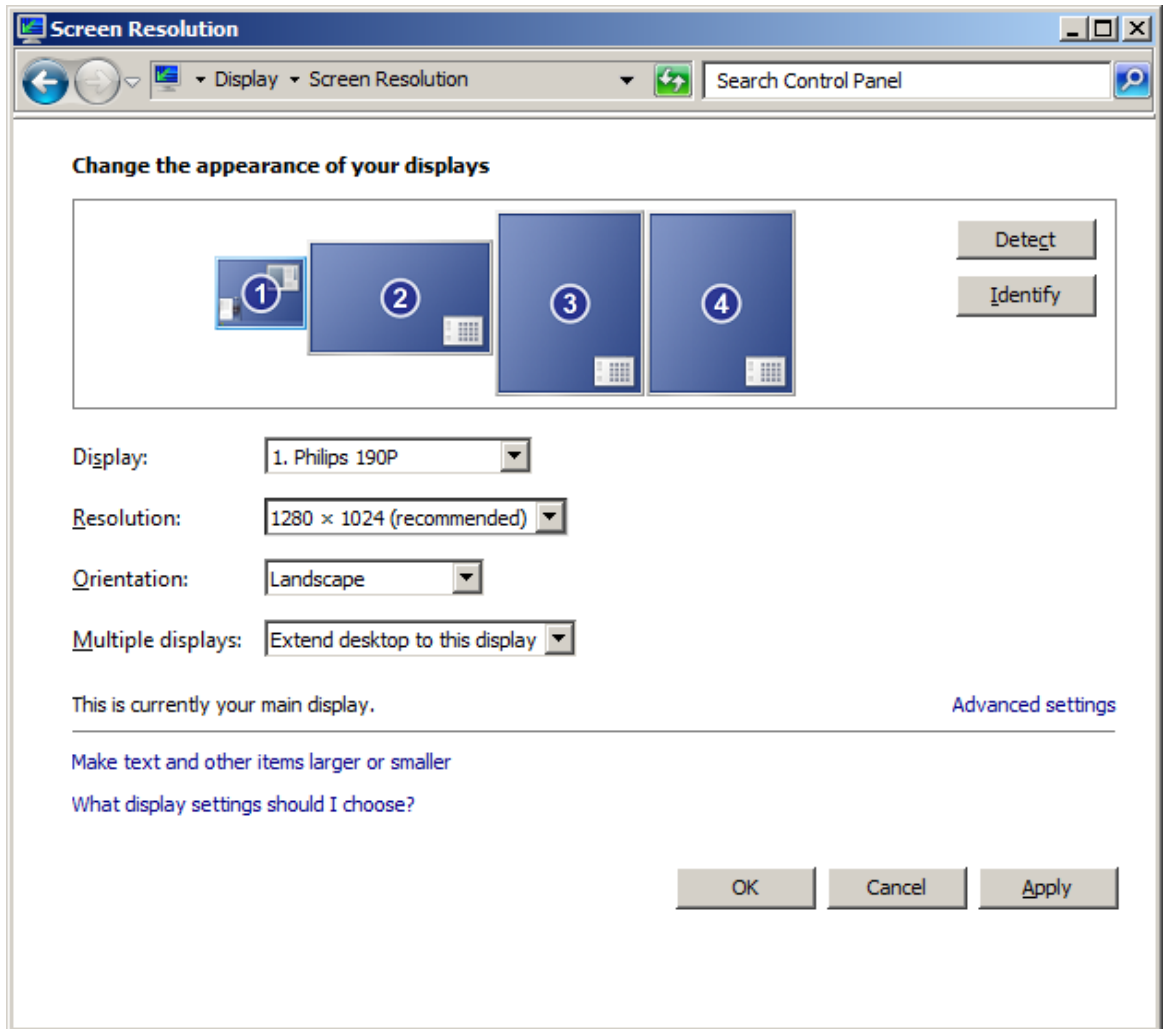 Screen Resolution
Display Screen Resolution Search Control Panel
Change the appearance of your displays
1 2 3 4
Detect
Identify
Display: 1. Philips 190P
Resolution: 1280 × 1024 (recommended)
Orientation: Landscape
Multiple displays: Extend desktop to this display
This is currently your main display. Advanced settings
Make text and other items larger or smaller
What display settings should I choose?
OK Cancel Apply